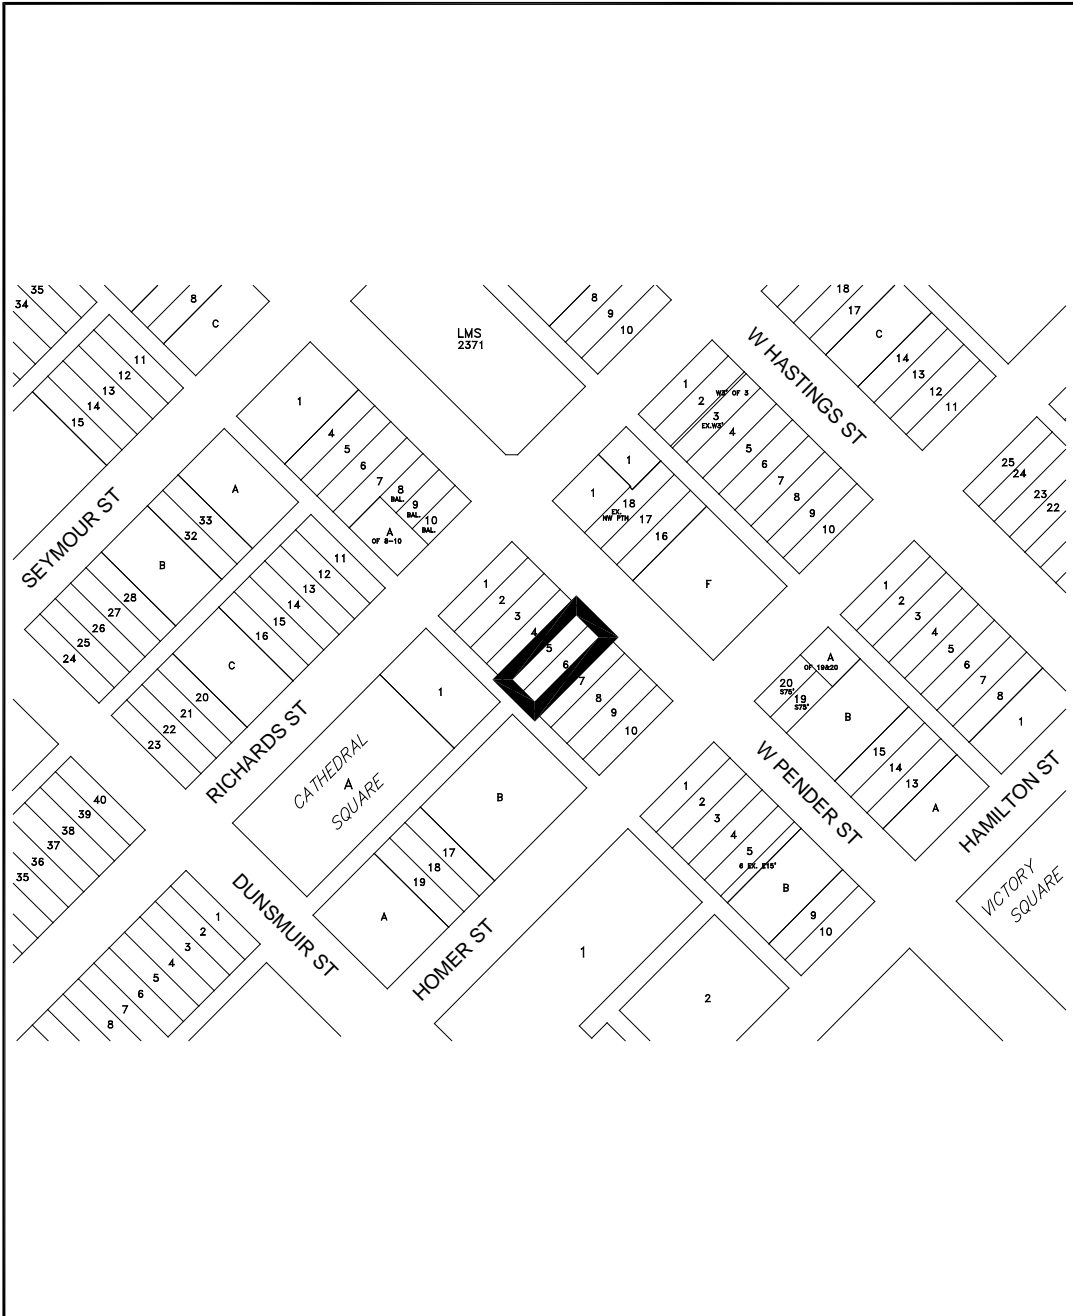 35
34
8
C
11
12
13
14
15
LMS
2371
8
9
10
18
17
C
14
13
12
11
W HASTINGS ST
1
2
W3' OF 3
3
EX.W3'
4
5
6
7
8
9
10
25
24
23
22
1
4
5
6
7
8
BAL.
9
BAL.
10
BAL.
A
OF 8-10
1
1
18
EX.
NW PTN
17
16
F
SEYMOUR ST
A
33
32
B
28
27
26
25
24
11
12
13
14
15
16
C
20
21
22
23
RICHARDS ST
1
2
3
4
5
6
7
8
9
10
1
CATHEDRAL
A
SQUARE
B
17
18
19
A
1
2
3
4
5
6
7
8
1
A
OF 19&20
20
S75'
19
S75'
B
15
14
13
A
W PENDER ST
HAMILTON ST
VICTORY
SQUARE
1
2
3
4
5
6 EX. E15'
B
9
10
40
39
38
37
36
35
DUNSMUIR ST
HOMER ST
1
2
3
4
5
6
7
8
1
2